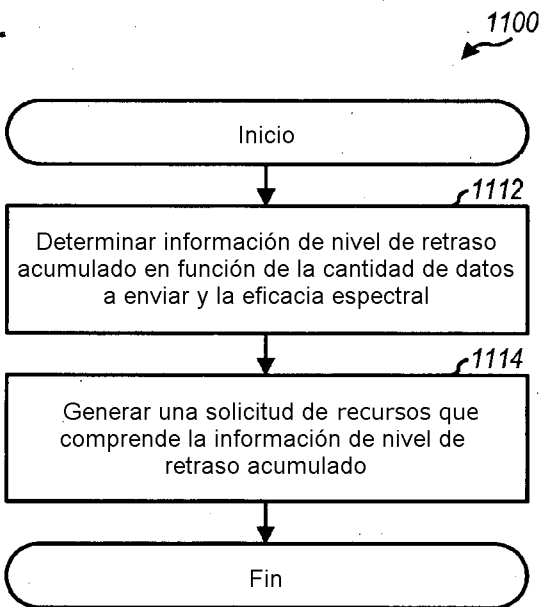 1100
Inicio
1112
Determinar información de nivel de retraso
acumulado en función de la cantidad de datos
a enviar y la eficacia espectral
1114
Generar una solicitud de recursos que
comprende la información de nivel de
retraso acumulado
Fin